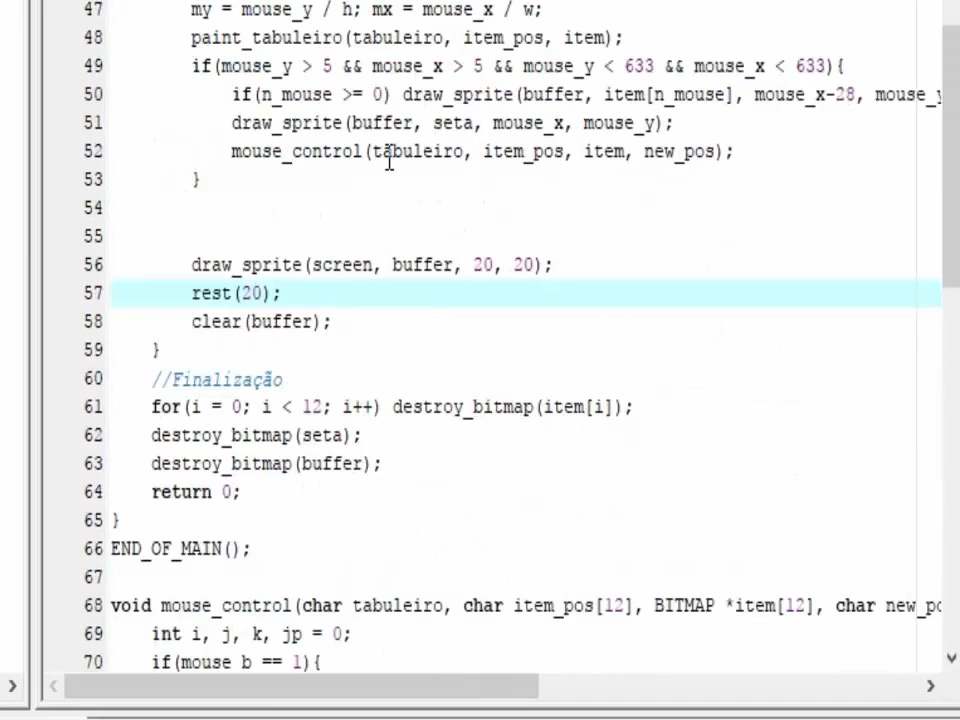 47 my = mouse_y / h; mx = mouse_x / w;
48 paint_tabuleiro(tabuleiro, item_pos, item);
49 if(mouse_y > 5 && mouse_x > 5 && mouse_y < 633 && mouse_x < 633){
50 if(n_mouse >= 0) draw_sprite(buffer, item[n_mouse], mouse_x-28, mouse_y
51 draw_sprite(buffer, seta, mouse_x, mouse_y);
52 mouse_control(tabuleiro, item_pos, item, new_pos);
53 }
54
55
56 draw_sprite(screen, buffer, 20, 20);
57 rest(20);
58 clear(buffer);
59 }
60 //Finalização
61 for(i = 0; i < 12; i++) destroy_bitmap(item[i]);
62 destroy_bitmap(seta);
63 destroy_bitmap(buffer);
64 return 0;
65 }
66 END_OF_MAIN();
67
68 void mouse_control(char tabuleiro, char item_pos[12], BITMAP *item[12], char new_po
69 int i, j, k, jp = 0;
70 if(mouse_b == 1){